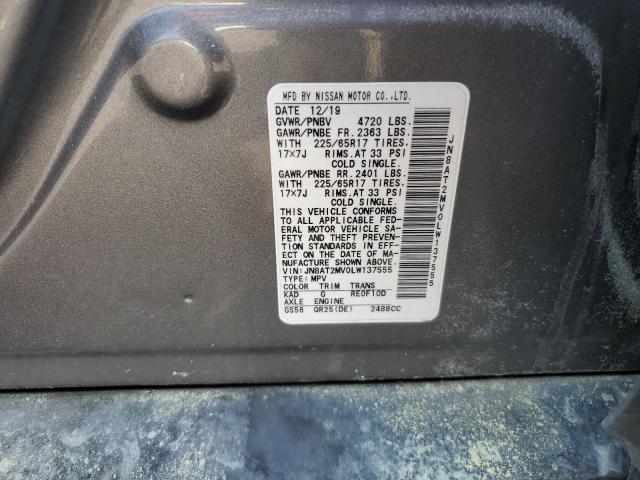 MFD BY NISSAN MOTOR CO.,LTD.
DATE 12/19
GVWR/PNBV 4720 LBS.
GAWR/PNBE FR. 2363 LBS.
WITH 225/65R17 TIRES.
17×7J RIMS.AT 33 PSI
COLD SINGLE.
GAWR/PNBE RR. 2401 LBS.
WITH 225/65R17 TIRES.
17×7J RIMS.AT 33 PSI
COLD SINGLE.
THIS VEHICLE CONFORMS
TO ALL APPLICABLE FED-
ERAL MOTOR VEHICLE SA-
FETY AND THEFT PREVEN-
TION STANDARDS IN EFF-
ECT ON THE DATE OF MA-
NUFACTURE SHOWN ABOVE.
VIN:JN8AT2MV0LW137555
TYPE:MPV
COLOR TRIM TRANS
KAD G RE0F10D
AXLE ENGINE
GS56 QR25(DE) 2488CC
JN8AT2MV0LW137555